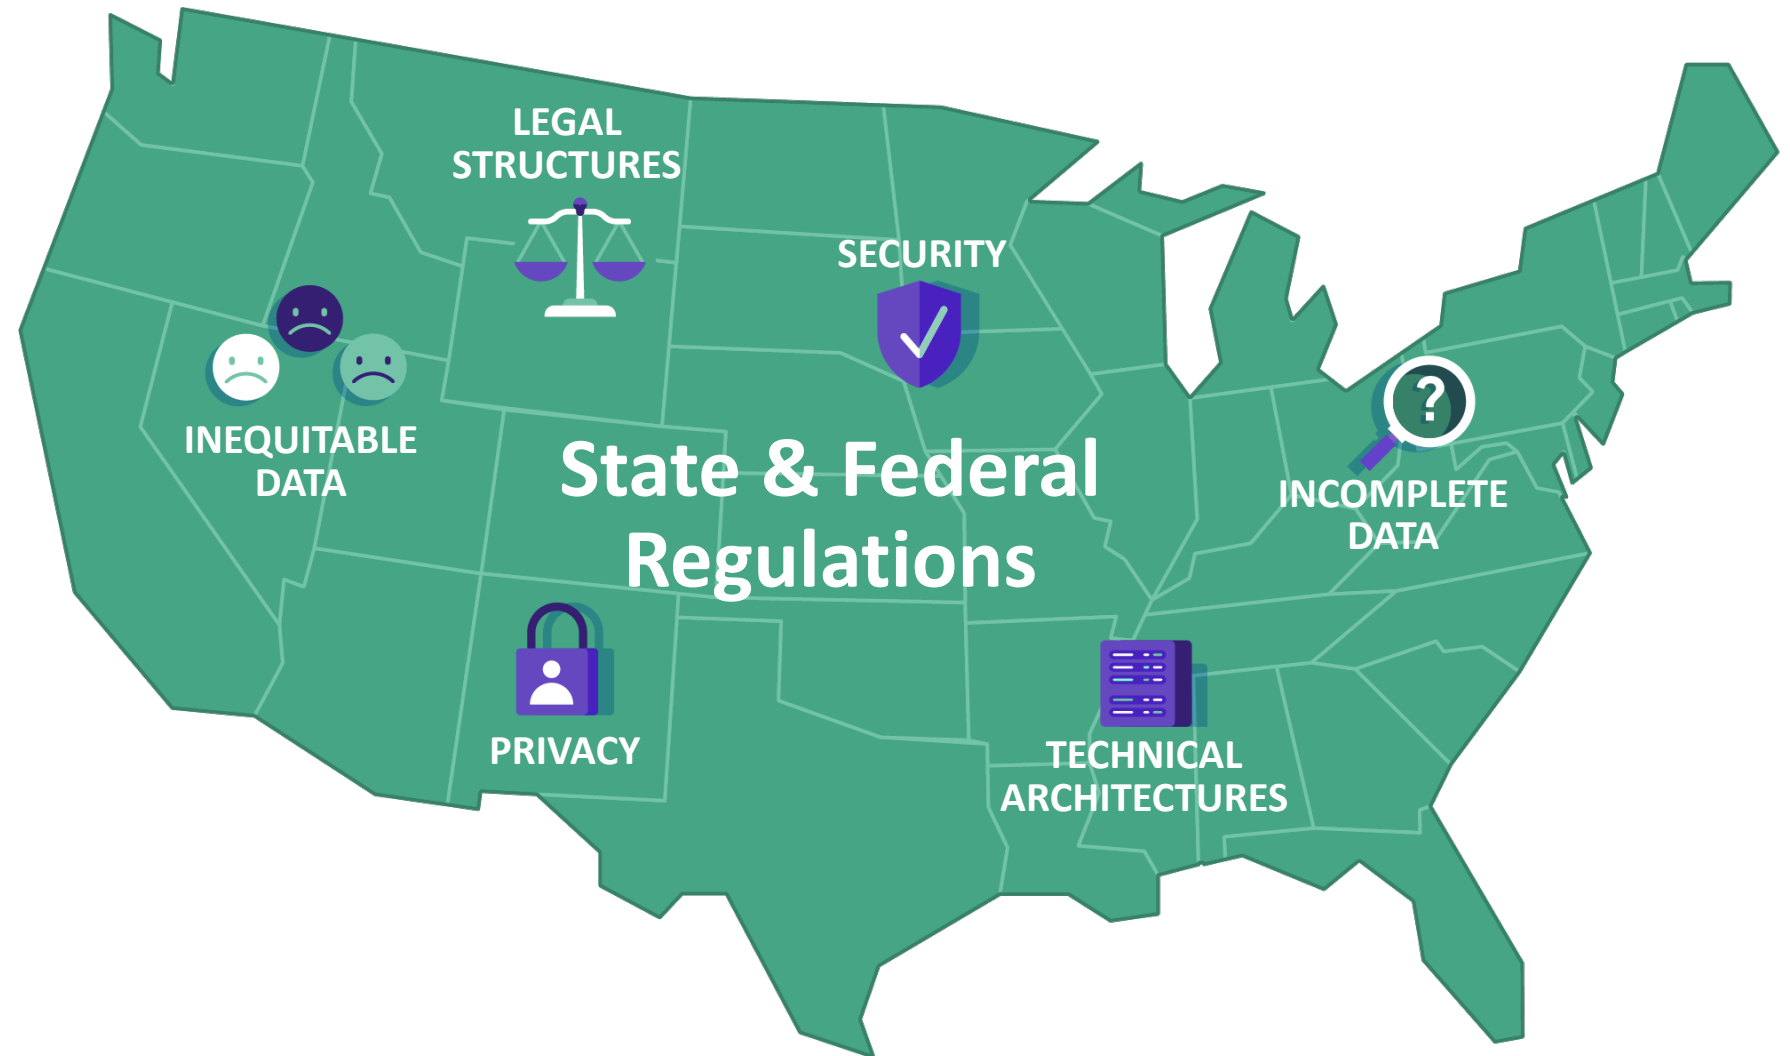 LEGAL
STRUCTURES
SECURITY
INEQUITABLE
DATA
State & Federal
Regulations
?
INCOMPLETE
DATA
PRIVACY
TECHNICAL
ARCHITECTURES